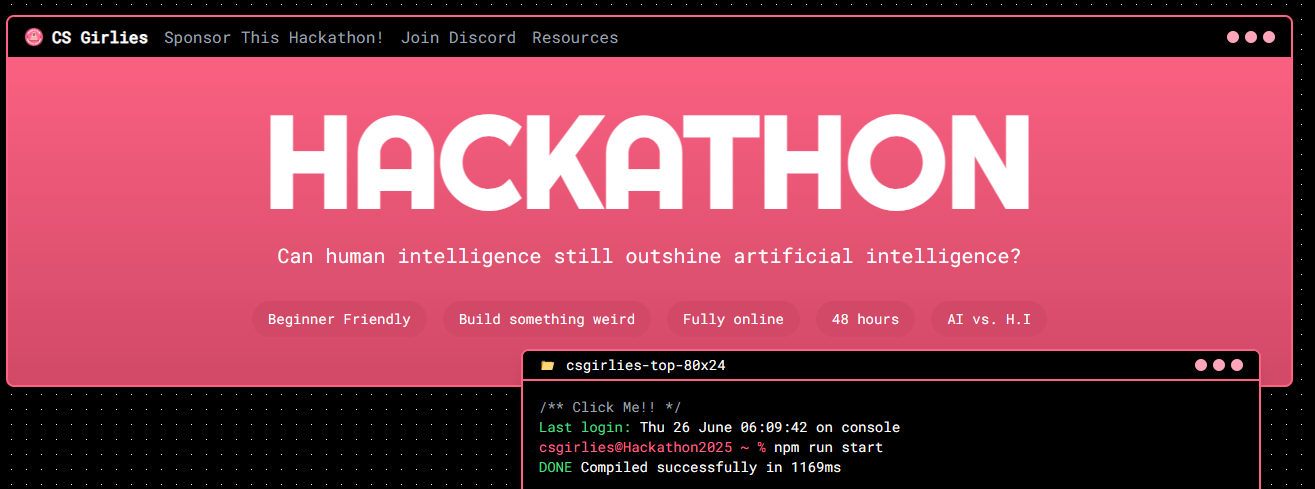 CS Girlies Sponsor This Hackathon! Join Discord Resources
HACKATHON
Can human intelligence still outshine artificial intelligence?
Beginner Friendly Build something weird Fully online 48 hours AI vs. H.I
csgirlies-top-80x24
/** Click Me!! */
Last login: Thu 26 June 06:09:42 on console
csgirlies@Hackathon2025 ~ % npm run start
DONE Compiled successfully in 1169ms